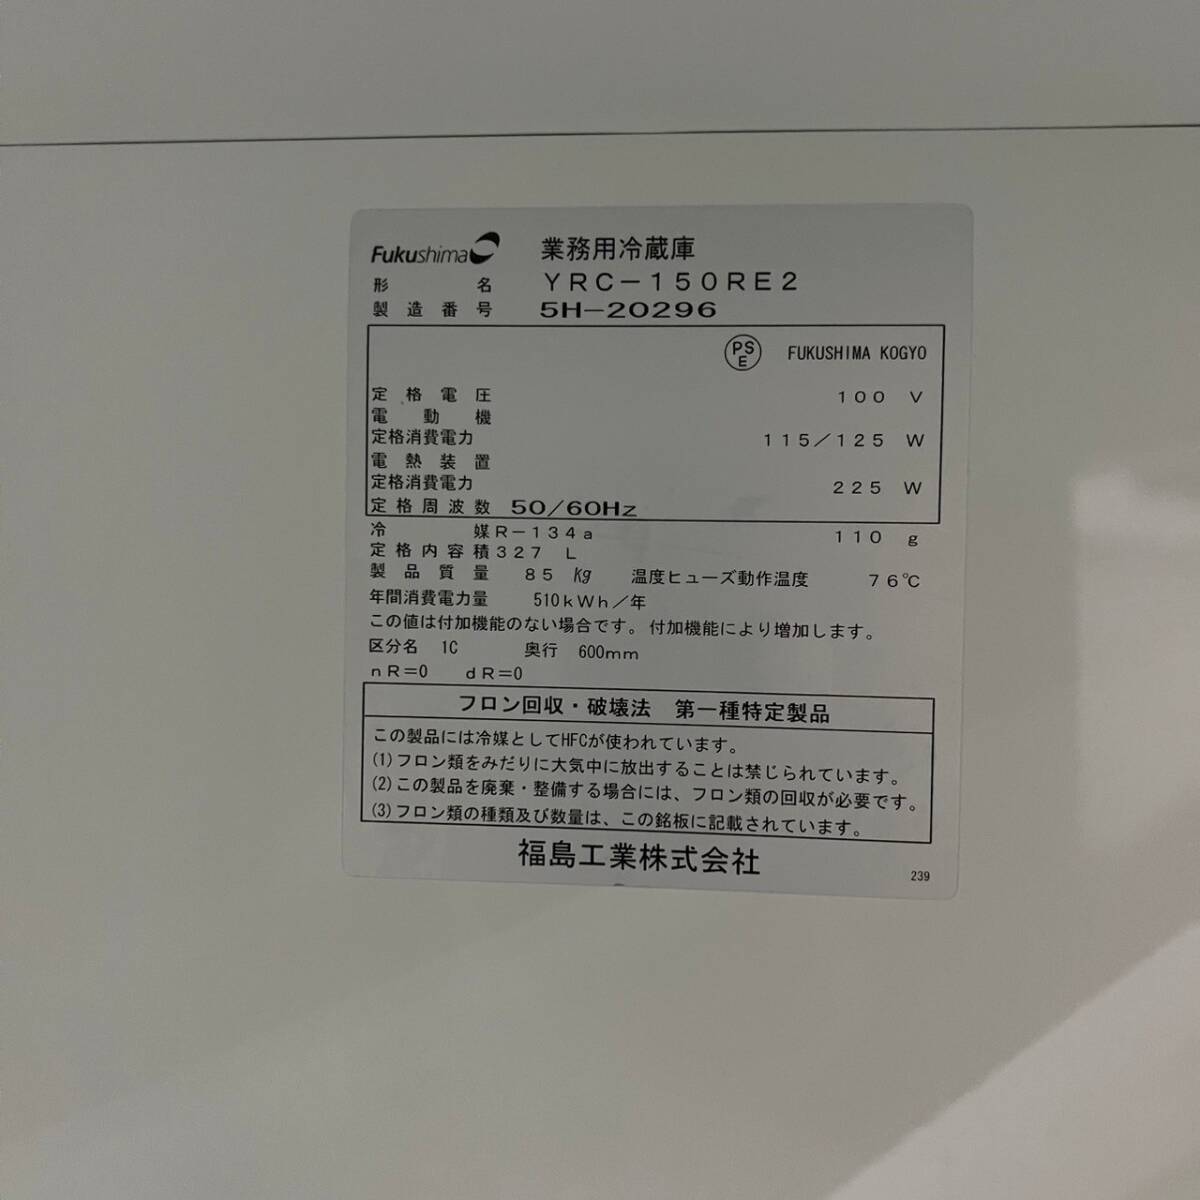 Fukushima 業務用冷蔵庫
形名 YRC-150RE2
製造番号 5H-20296
PSE FUKUSHIMA KOGYO
定格電圧 100 V
電動機
定格消費電力 115/125 W
電熱装置
定格消費電力 225 W
定格周波数 50/60Hz
冷媒 R-134a 110 g
定格内容積 327 L
製品質量 85 Kg 温度ヒューズ動作温度 76℃
年間消費電力量 510kWh/年
この値は付加機能のない場合です。付加機能により増加します。
区分名 1C 奥行 600mm
nR=0 dR=0
フロン回収・破壊法 第一種特定製品
この製品には冷媒としてHFCが使われています。
(1)フロン類をみだりに大気中に放出することは禁じられています。
(2)この製品を廃棄・整備する場合には、フロン類の回収が必要です。
(3)フロン類の種類及び数量は、この銘板に記載されています。
福島工業株式会社
239